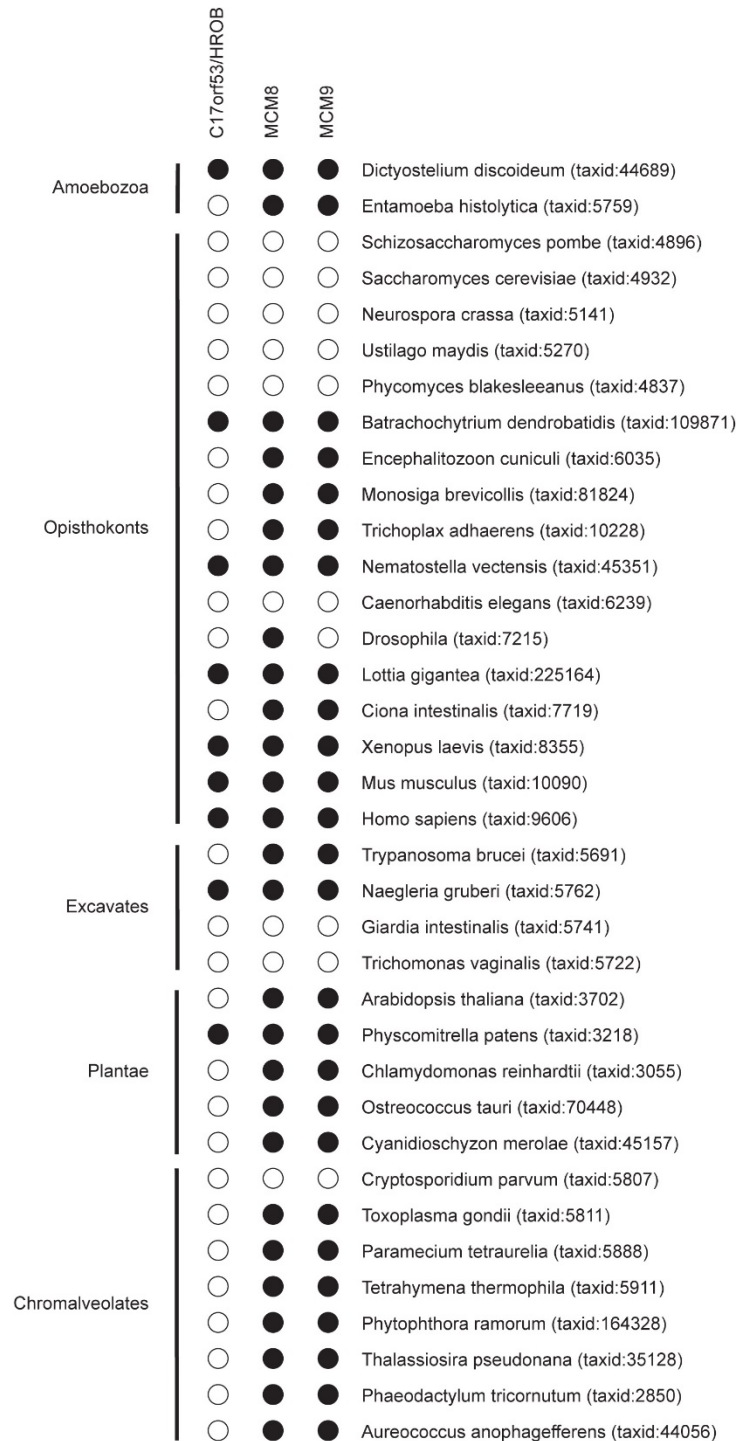 C17orf53/HROB
MCM8
MCM9
Amoebozoa
Dictyostelium discoideum (taxid:44689)
Entamoeba histolytica (taxid:5759)
Opisthokonts
Schizosaccharomyces pombe (taxid:4896)
Saccharomyces cerevisiae (taxid:4932)
Neurospora crassa (taxid:5141)
Ustilago maydis (taxid:5270)
Phycomyces blakesleeanus (taxid:4837)
Batrachochytrium dendrobatidis (taxid:109871)
Encephalitozoon cuniculi (taxid:6035)
Monosiga brevicollis (taxid:81824)
Trichoplax adhaerens (taxid:10228)
Nematostella vectensis (taxid:45351)
Caenorhabditis elegans (taxid:6239)
Drosophila (taxid:7215)
Lottia gigantea (taxid:225164)
Ciona intestinalis (taxid:7719)
Xenopus laevis (taxid:8355)
Mus musculus (taxid:10090)
Homo sapiens (taxid:9606)
Excavates
Trypanosoma brucei (taxid:5691)
Naegleria gruberi (taxid:5762)
Giardia intestinalis (taxid:5741)
Trichomonas vaginalis (taxid:5722)
Plantae
Arabidopsis thaliana (taxid:3702)
Physcomitrella patens (taxid:3218)
Chlamydomonas reinhardtii (taxid:3055)
Ostreococcus tauri (taxid:70448)
Cyanidioschyzon merolae (taxid:45157)
Chromalveolates
Cryptosporidium parvum (taxid:5807)
Toxoplasma gondii (taxid:5811)
Paramecium tetraurelia (taxid:5888)
Tetrahymena thermophila (taxid:5911)
Phytophthora ramorum (taxid:164328)
Thalassiosira pseudonana (taxid:35128)
Phaeodactylum tricornutum (taxid:2850)
Aureococcus anophagefferens (taxid:44056)